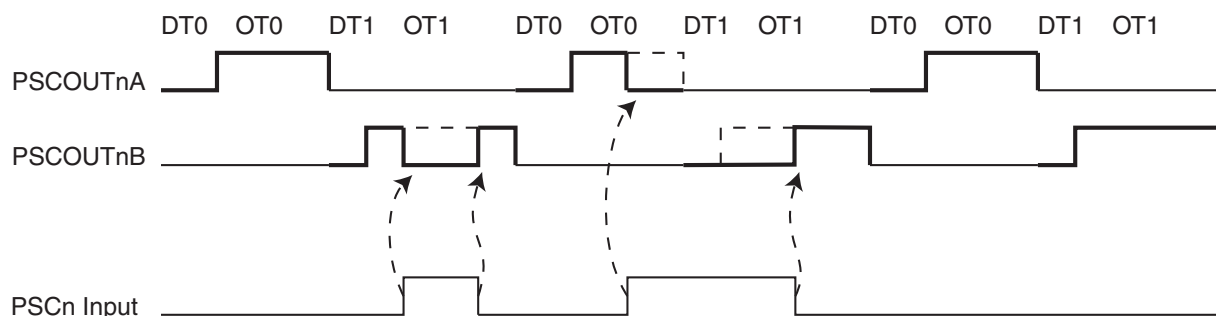 DT0 OT0 DT1 OT1 DT0 OT0 DT1 OT1 DT0 OT0 DT1 OT1
PSCOUTnA
PSCOUTnB
PSCn Input